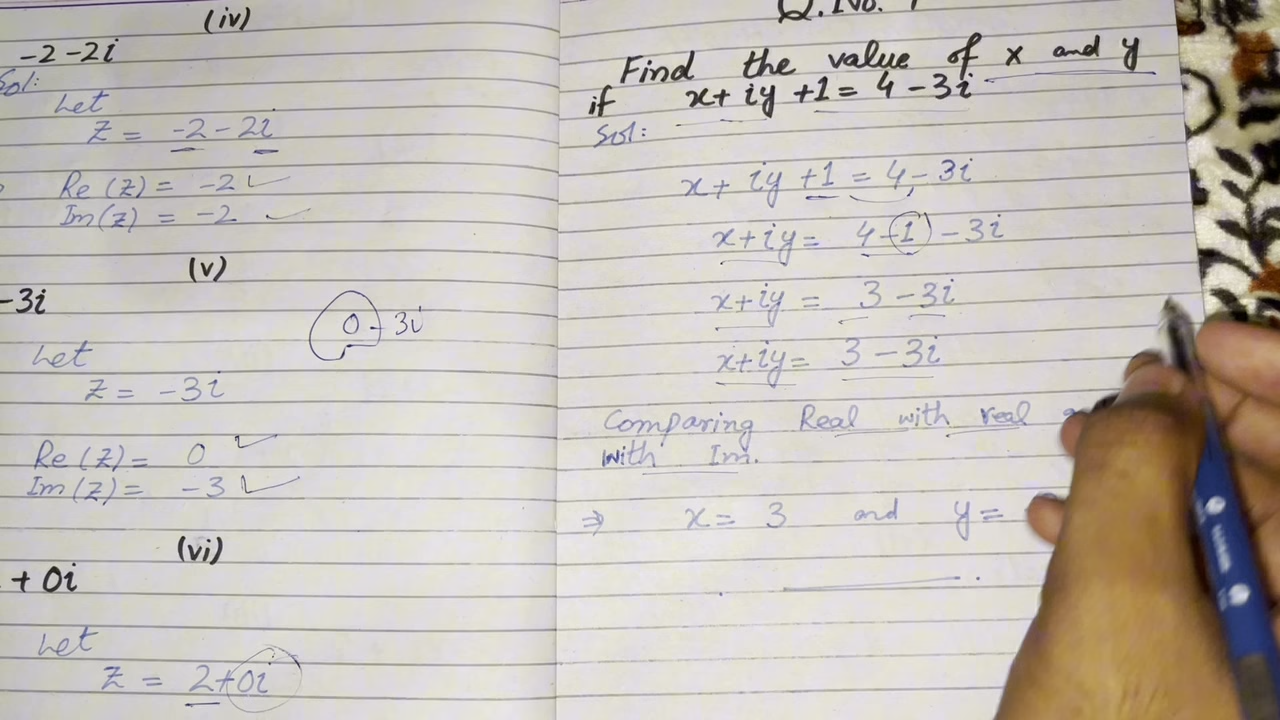 (iv)
-2-2i
Sol:
Let
Z = -2-2i
Re(Z) = -2 ✓
Im(Z) = -2 ✓
(v)
-3i
0-3i
Let
Z = -3i
Re(Z) = 0 ✓
Im(Z) = -3 ✓
(vi)
+ 0i
Let
Z = 2+0i
Q.No.
Find the value of x and y
if x+iy+1=4-3i
Sol:
x+iy+1=4-3i
x+iy= 4-1-3i
x+iy = 3-3i
x+iy= 3-3i
Comparing Real with real
with Im.
⇒ x=3 and y=